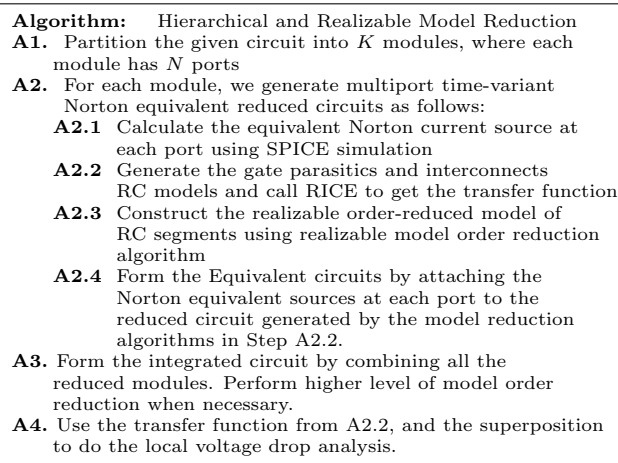 Algorithm: Hierarchical and Realizable Model Reduction
A1. Partition the given circuit into K modules, where each
module has N ports
A2. For each module, we generate multiport time-variant
Norton equivalent reduced circuits as follows:
A2.1 Calculate the equivalent Norton current source at
each port using SPICE simulation
A2.2 Generate the gate parasitics and interconnects
RC models and call RICE to get the transfer function
A2.3 Construct the realizable order-reduced model of
RC segments using realizable model order reduction
algorithm
A2.4 Form the Equivalent circuits by attaching the
Norton equivalent sources at each port to the
reduced circuit generated by the model reduction
algorithms in Step A2.2.
A3. Form the integrated circuit by combining all the
reduced modules. Perform higher level of model order
reduction when necessary.
A4. Use the transfer function from A2.2, and the superposition
to do the local voltage drop analysis.